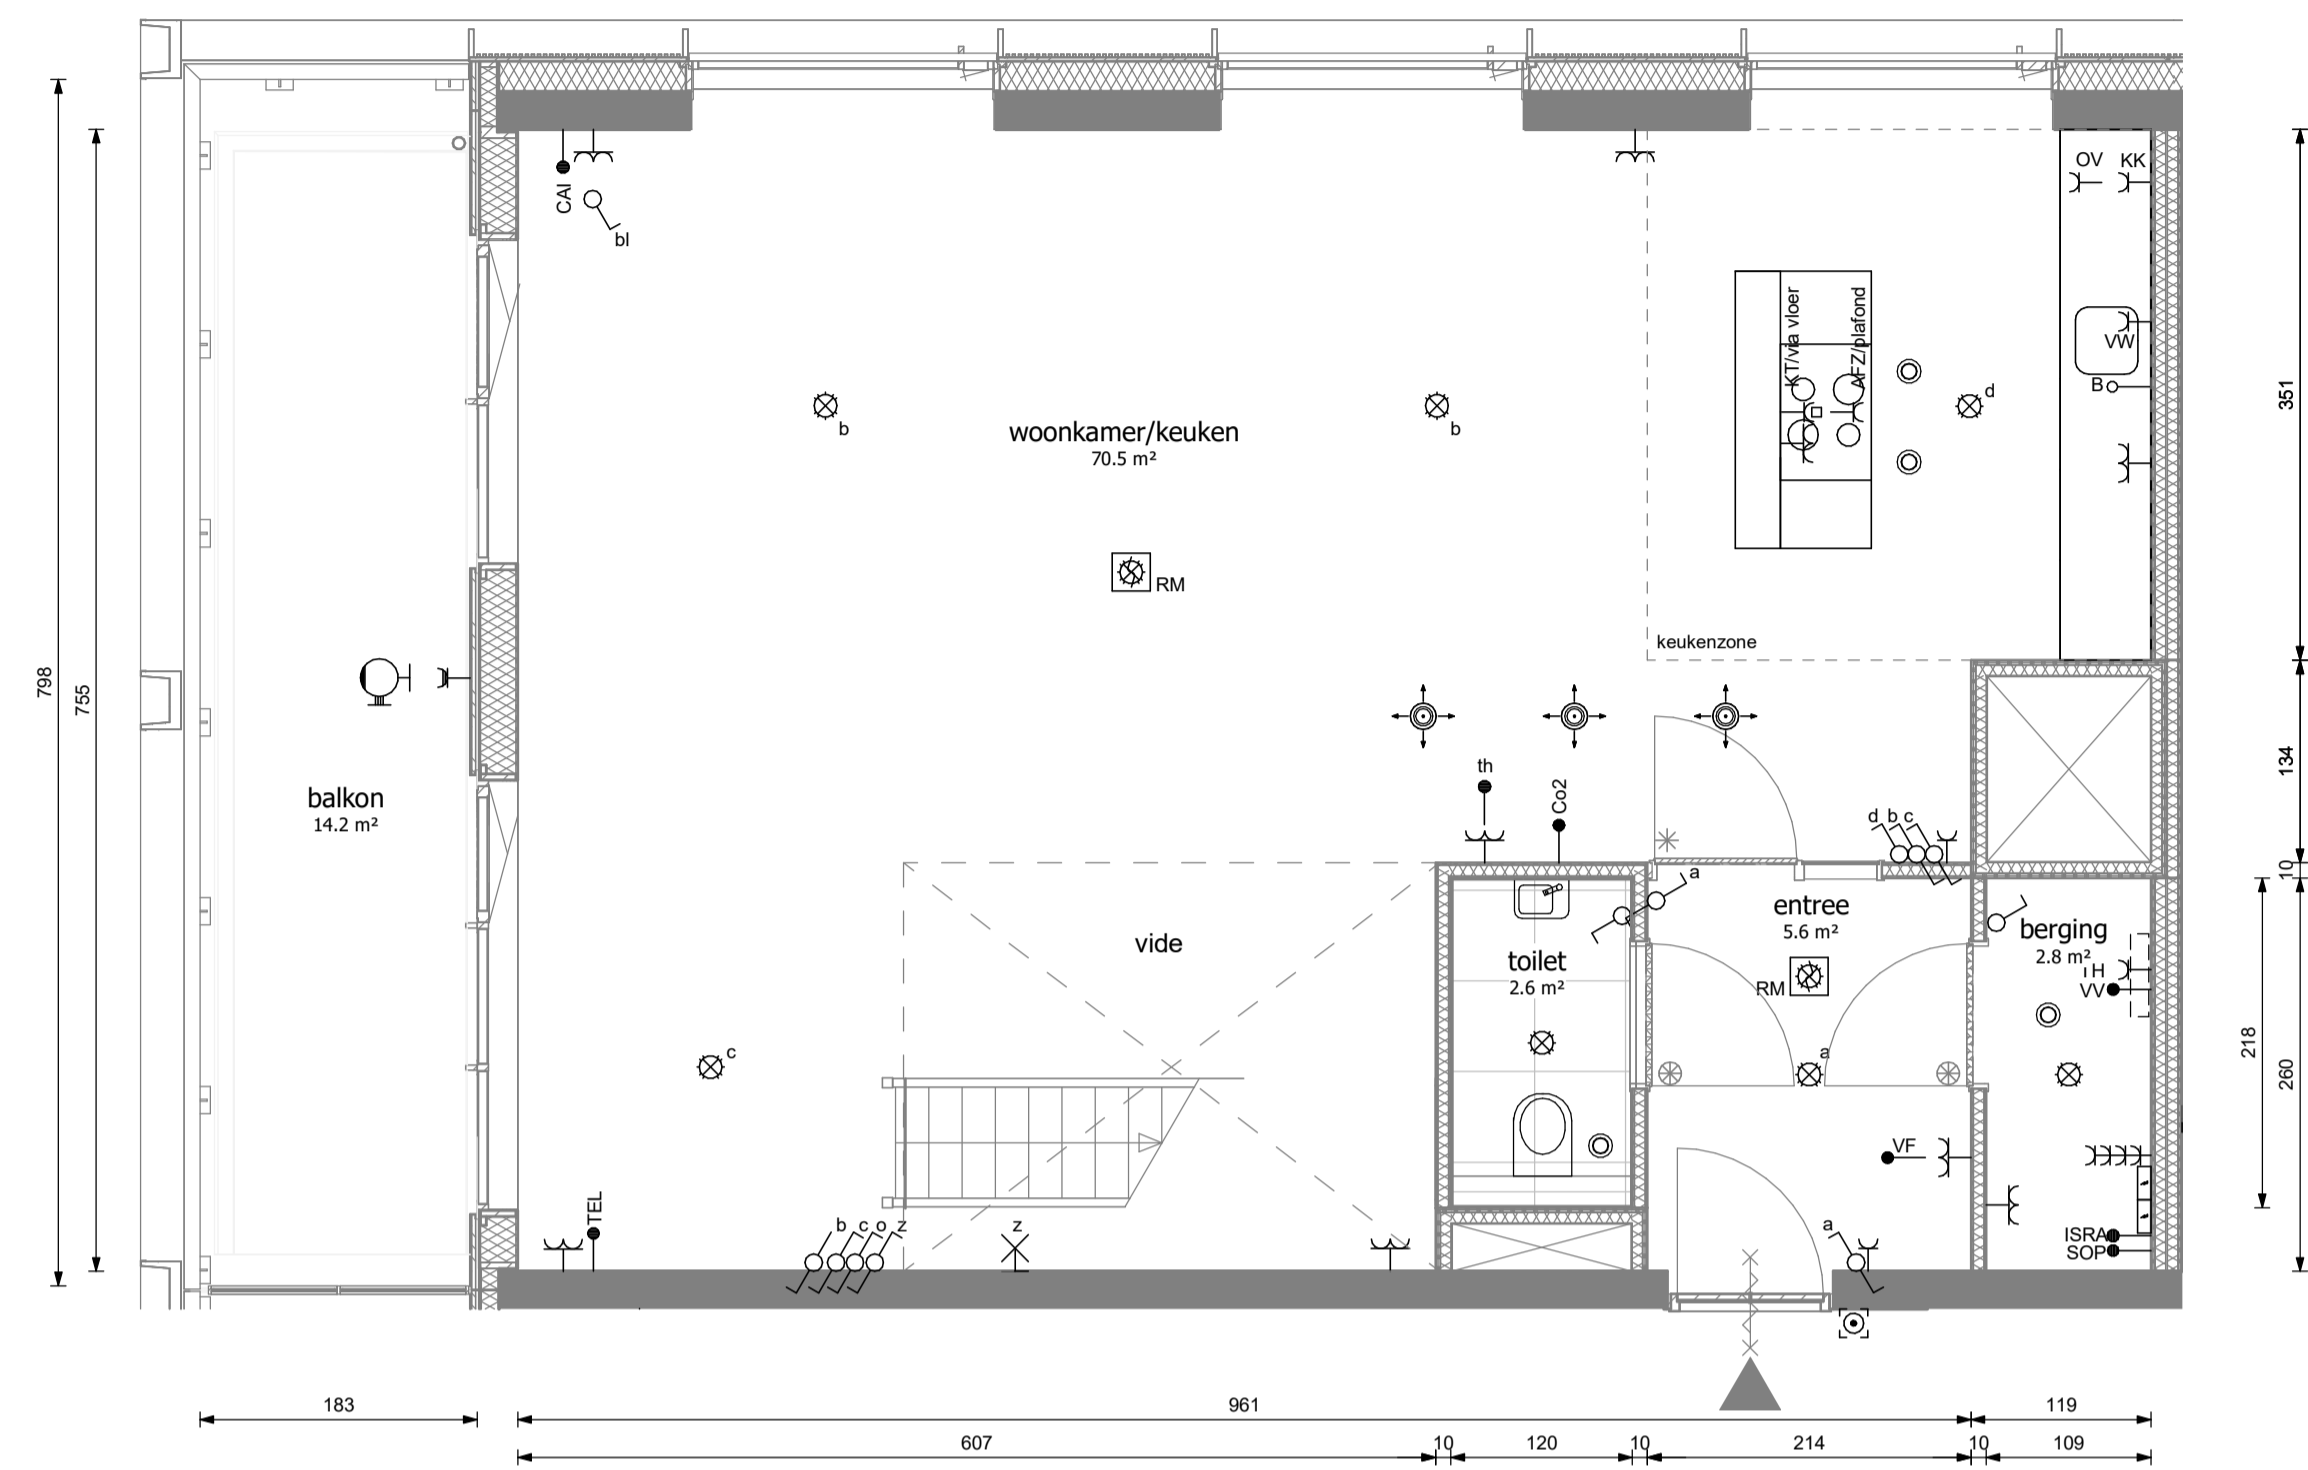 OV KK
CAI
bl
KT/via vloer
AFZ/plafond
VW
B
d
b
b
woonkamer/keuken
70.5 m²
351
RM
keukenzone
798
755
th
Co2
134
balkon
14.2 m²
d b c
10
a
entree
5.6 m²
berging
2.8 m²
vide
toilet
2.6 m²
TH
RM
VV
218
260
c
a
VF
TEL
b c o z
z
a
ISRA
SOP
183
961
119
607
10
120
10
214
10
109